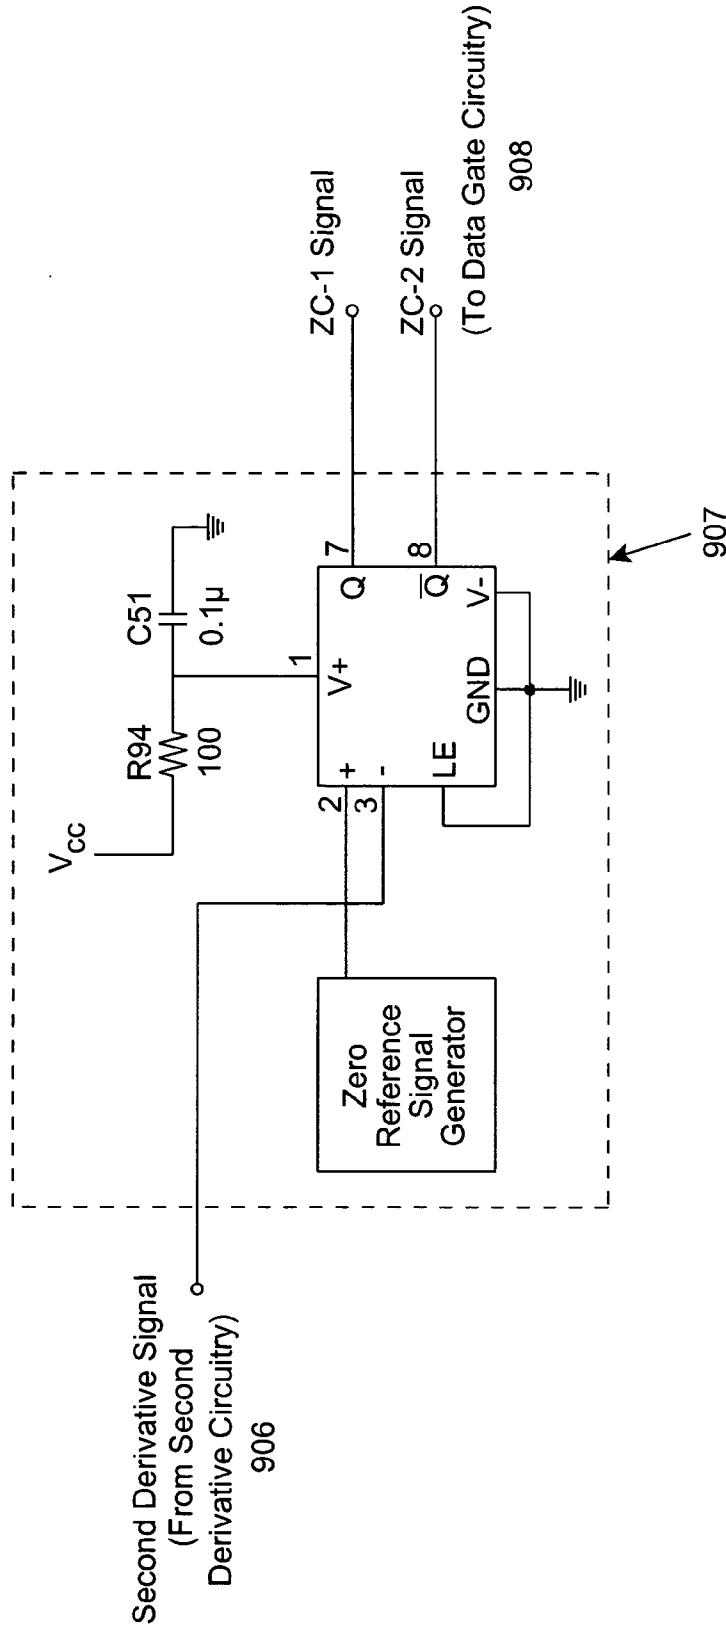 Second Derivative Signal
(From Second
Derivative Circuitry)
906
VCC
R94
100
C51
0.1µ
Zero
Reference
Signal
Generator
2
3
+
-
LE
1
V+
GND
V-
Q
7
Q̅
8
ZC-1 Signal
ZC-2 Signal
(To Data Gate Circuitry)
908
907